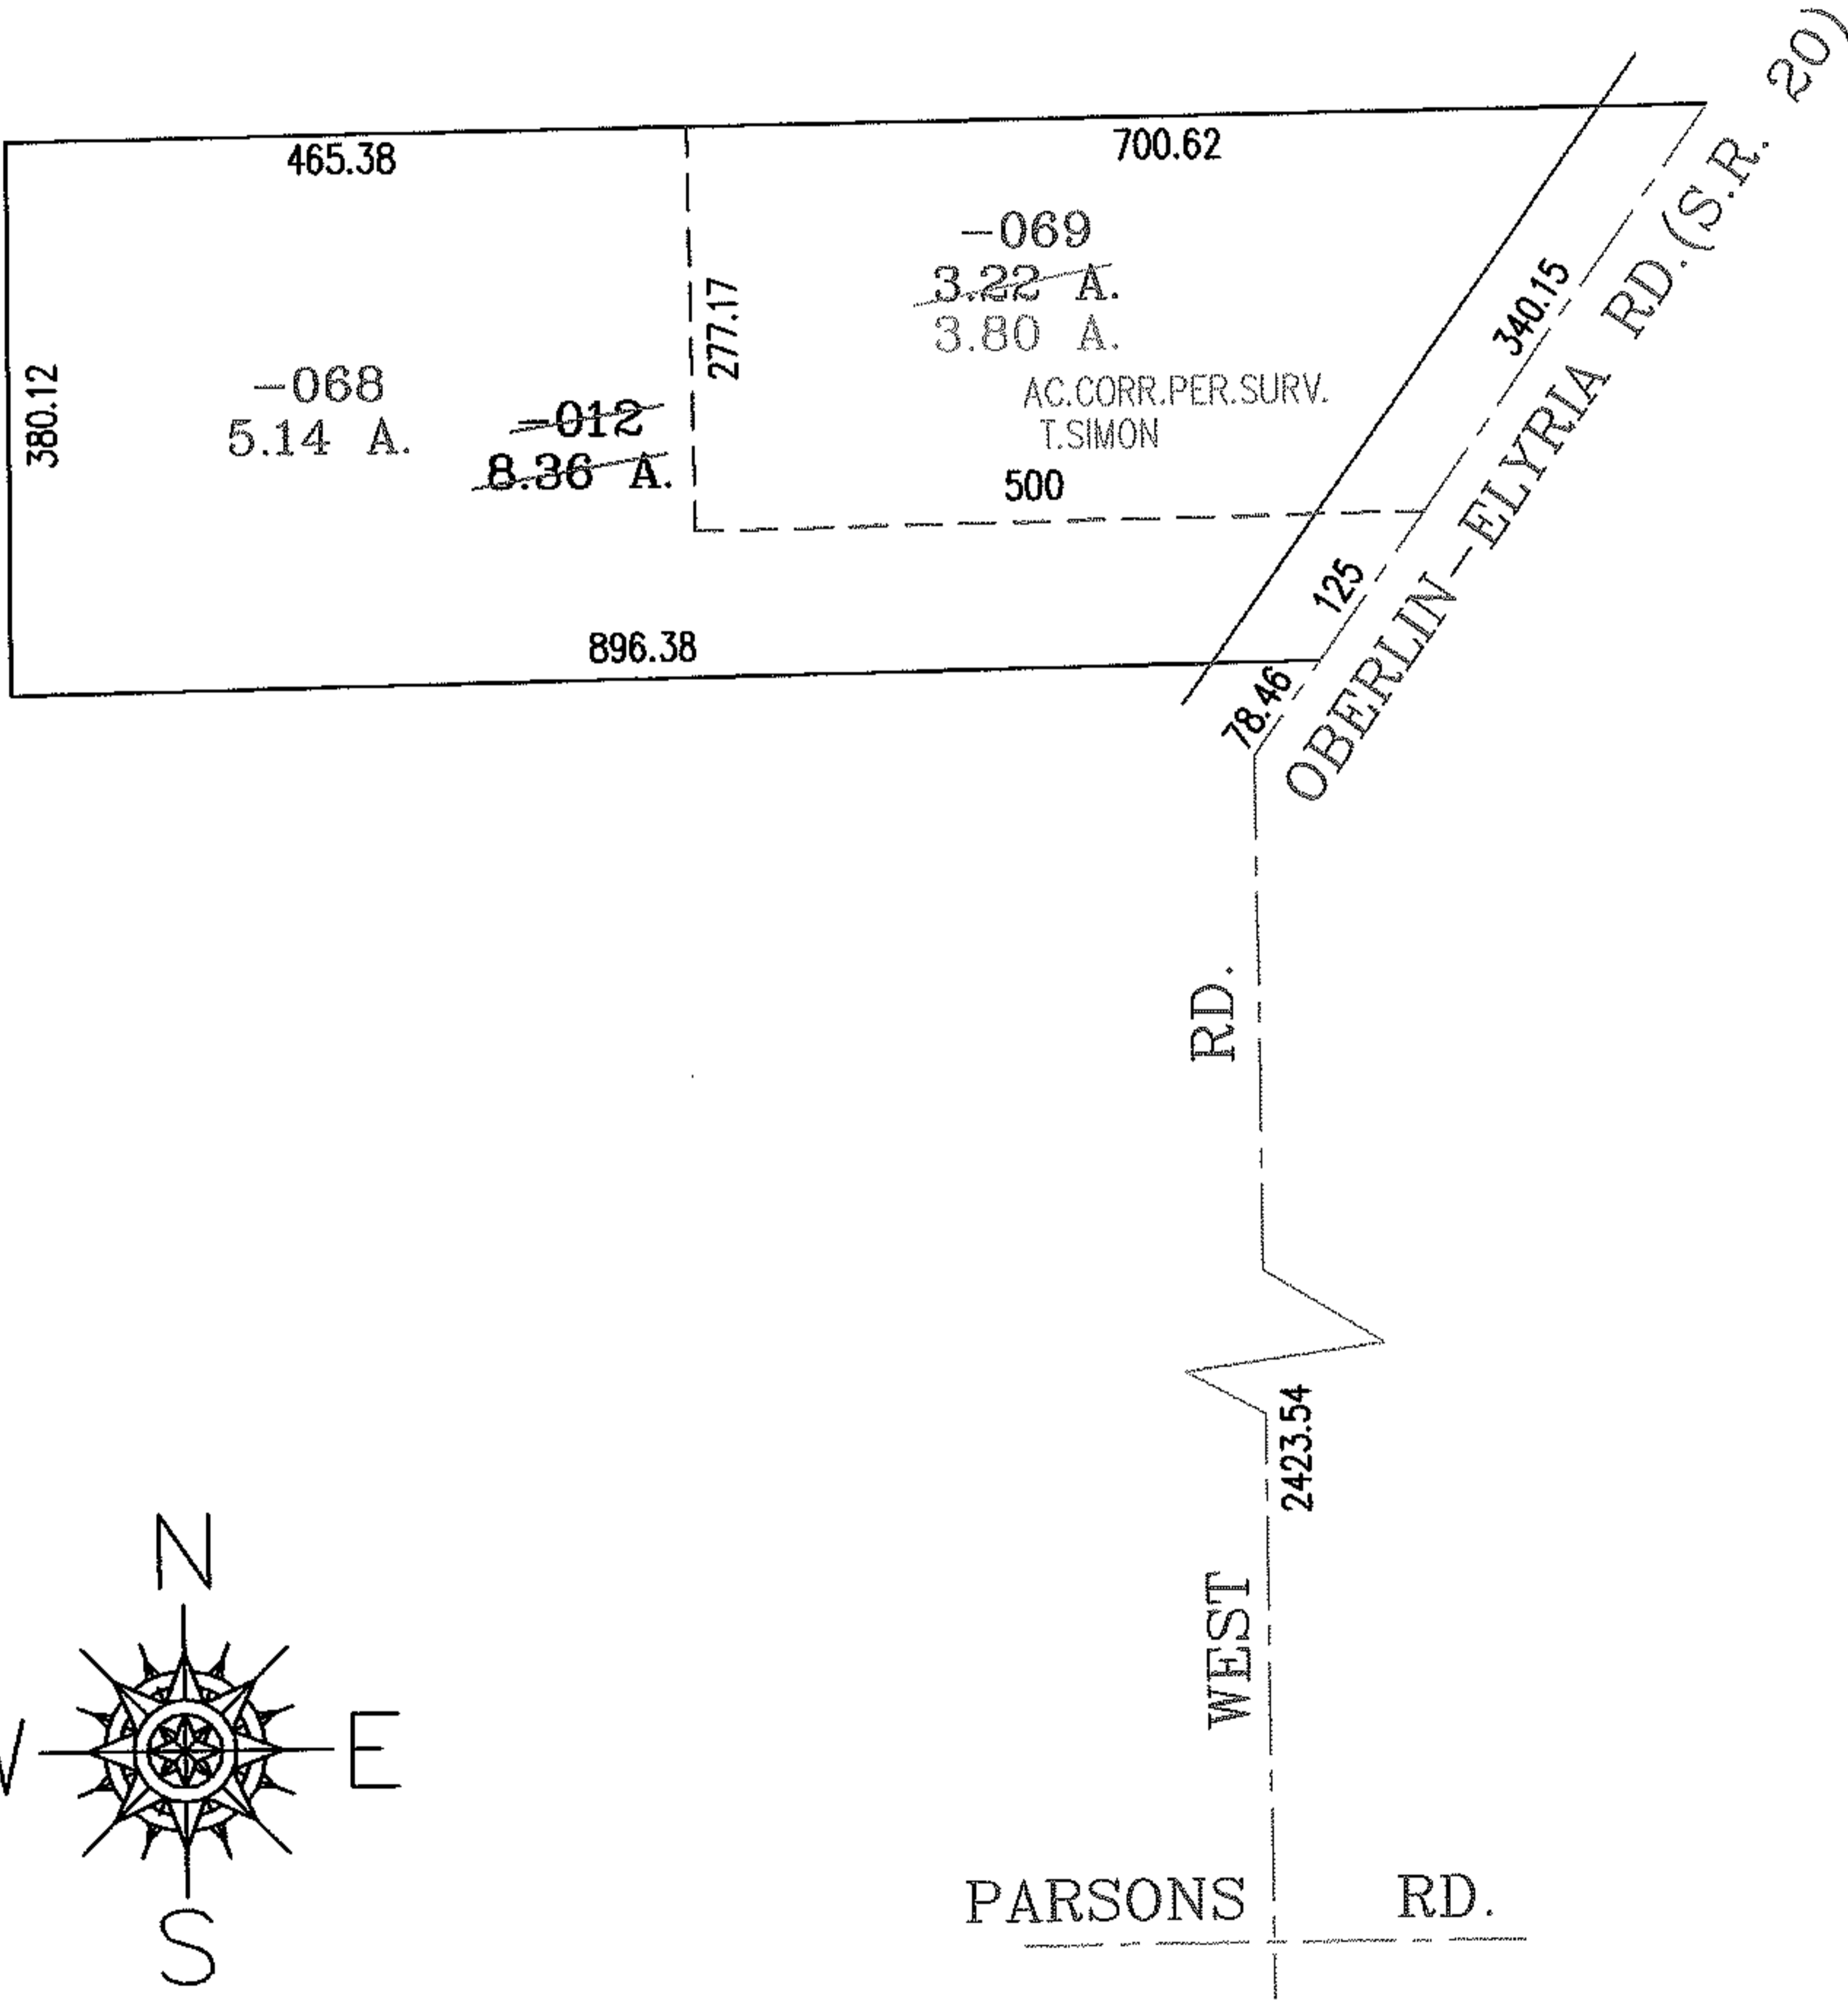 465.38
700.62
-069
3.22 A.
3.80 A.
277.17
340.15
380.12
-068
5.14 A.
-012
8.36 A.
AC.CORR.PER.SURV.
T.SIMON
500
125
896.38
78.46
OBERLIN-ELYRIA RD.(S.R. 20)
WEST RD.
2423.54
N
W
E
S
PARSONS RD.